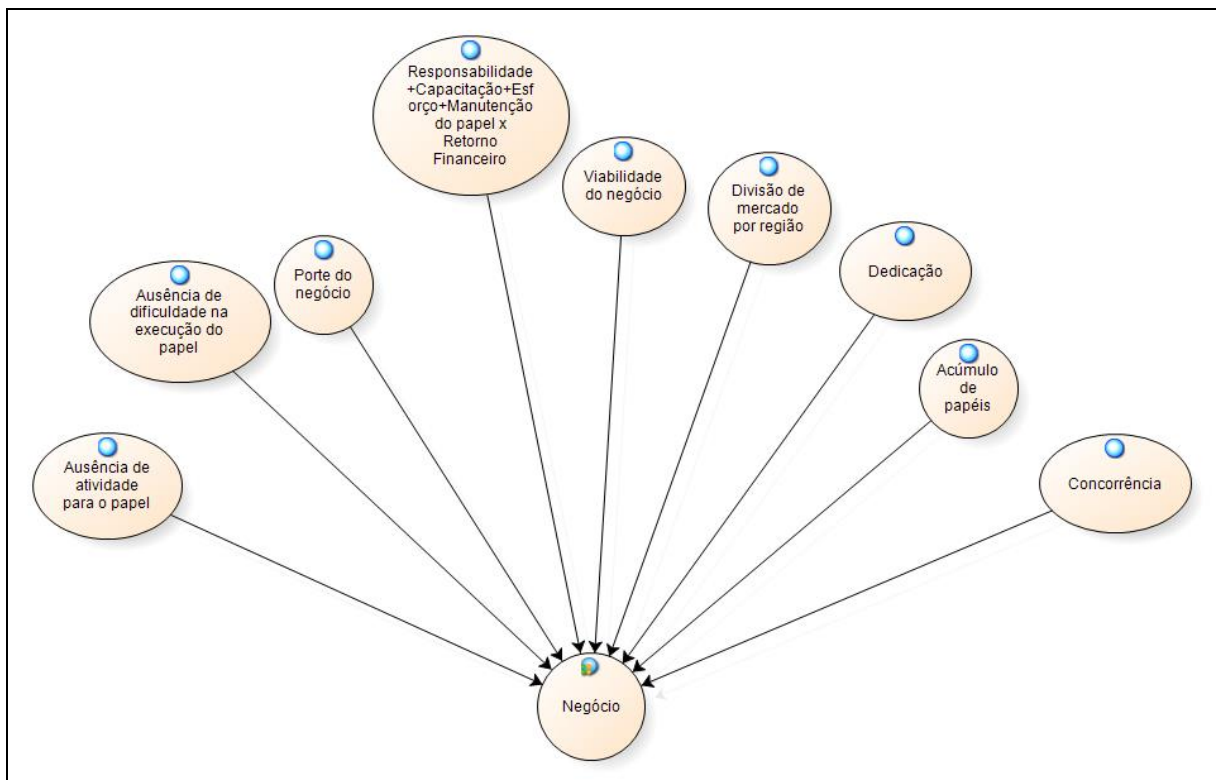 Responsabilidade
+Capacitação+Esf
orço+Manutenção
do papel x
Retorno
Financeiro
Viabilidade
do negócio
Divisão de
mercado
por região
Dedicação
Porte do
negócio
Ausência de
dificuldade na
execução do
papel
Acúmulo
de
papéis
Ausência de
atividade
para o papel
Concorrência
Negócio